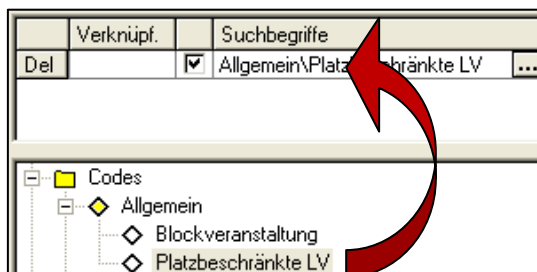 Verknüpf. Suchbegriffe
Del Allgemein\Platzbeschränkte LV ...
Codes
Allgemein
Blockveranstaltung
Platzbeschränkte LV